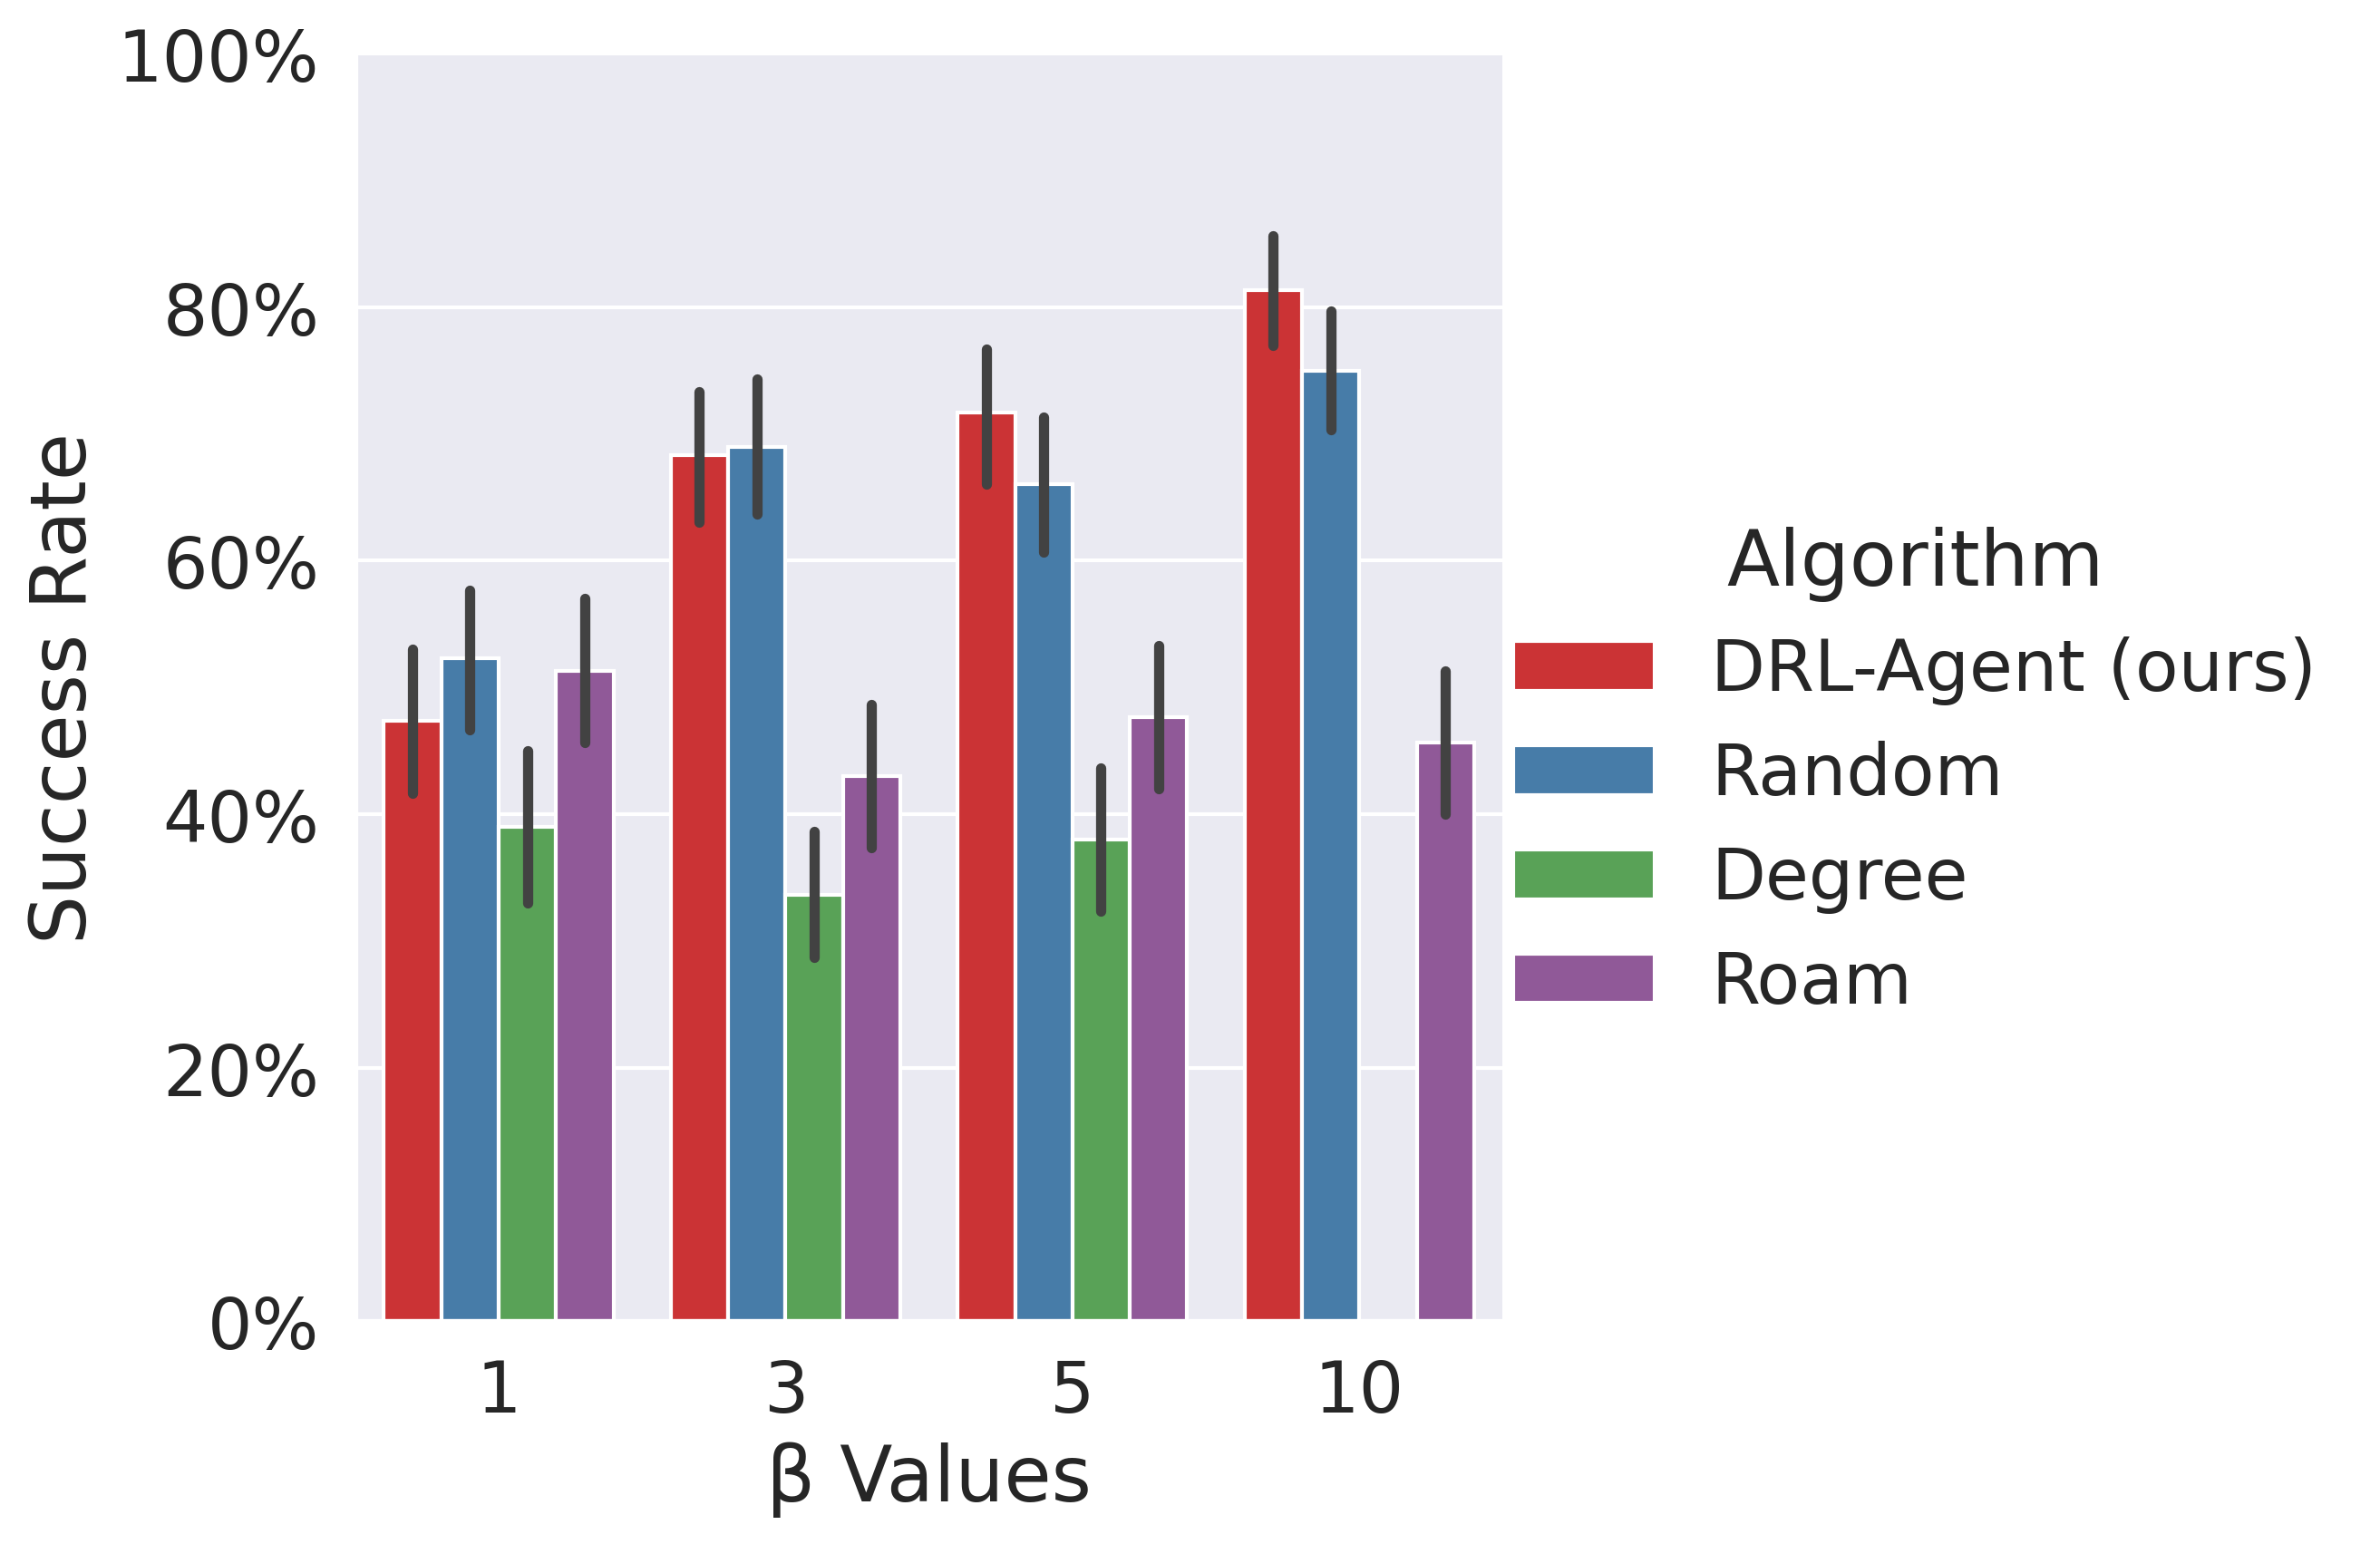 100%
80%
60%
40%
20%
0%
Success Rate
1 3 5 10
β Values
Algorithm
DRL-Agent (ours)
Random
Degree
Roam